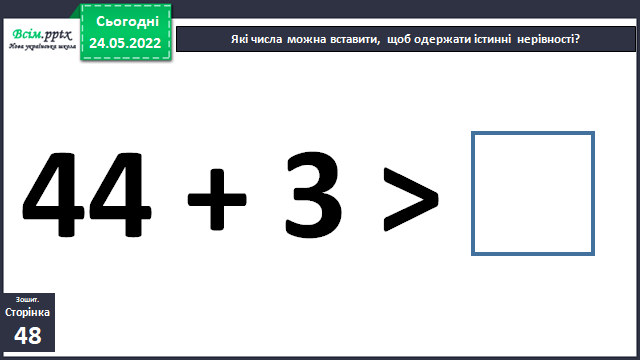 Всім.pptx
Нова українська школа
Сьогодні
24.05.2022
Які числа можна вставити, щоб одержати істинні нерівності?
44 + 3 >
Зошит.
Сторінка
48